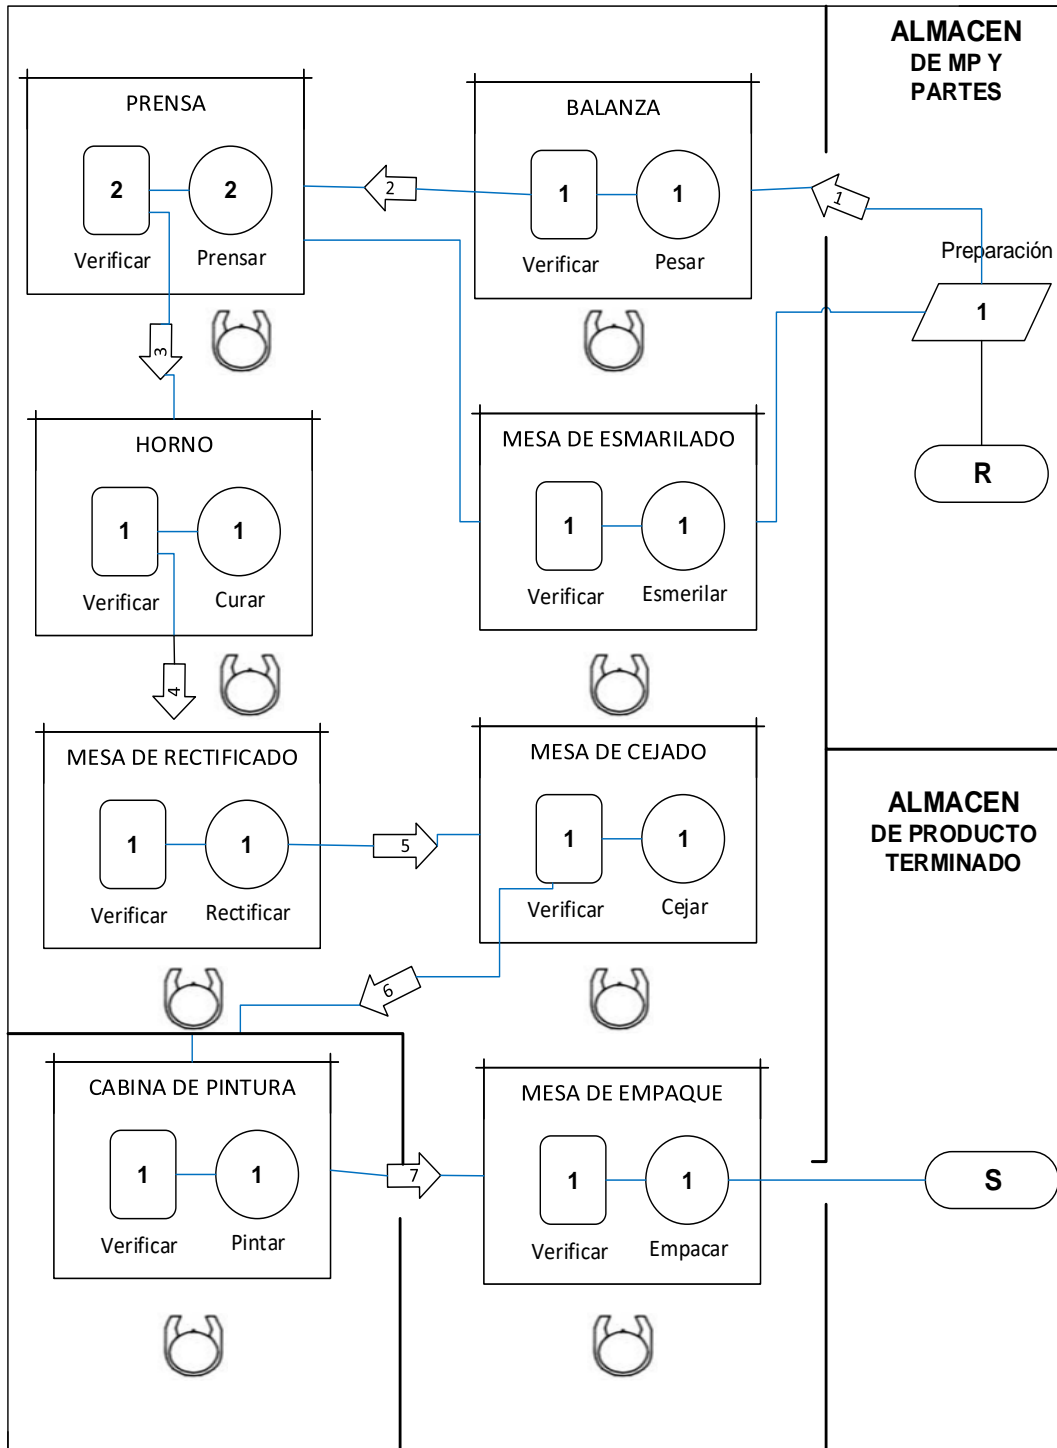 ALMACEN
DE MP Y
PARTES
PRENSA
2
2
Verificar
Prensar
2
BALANZA
1
1
Verificar
Pesar
1
Preparación
1
R
3
HORNO
1
1
Verificar
Curar
MESA DE ESMARILADO
1
1
Verificar
Esmerilar
4
MESA DE RECTIFICADO
1
1
Verificar
Rectificar
5
MESA DE CEJADO
1
1
Verificar
Cejar
ALMACEN
DE PRODUCTO
TERMINADO
6
CABINA DE PINTURA
1
1
Verificar
Pintar
7
MESA DE EMPAQUE
1
1
Verificar
Empacar
S